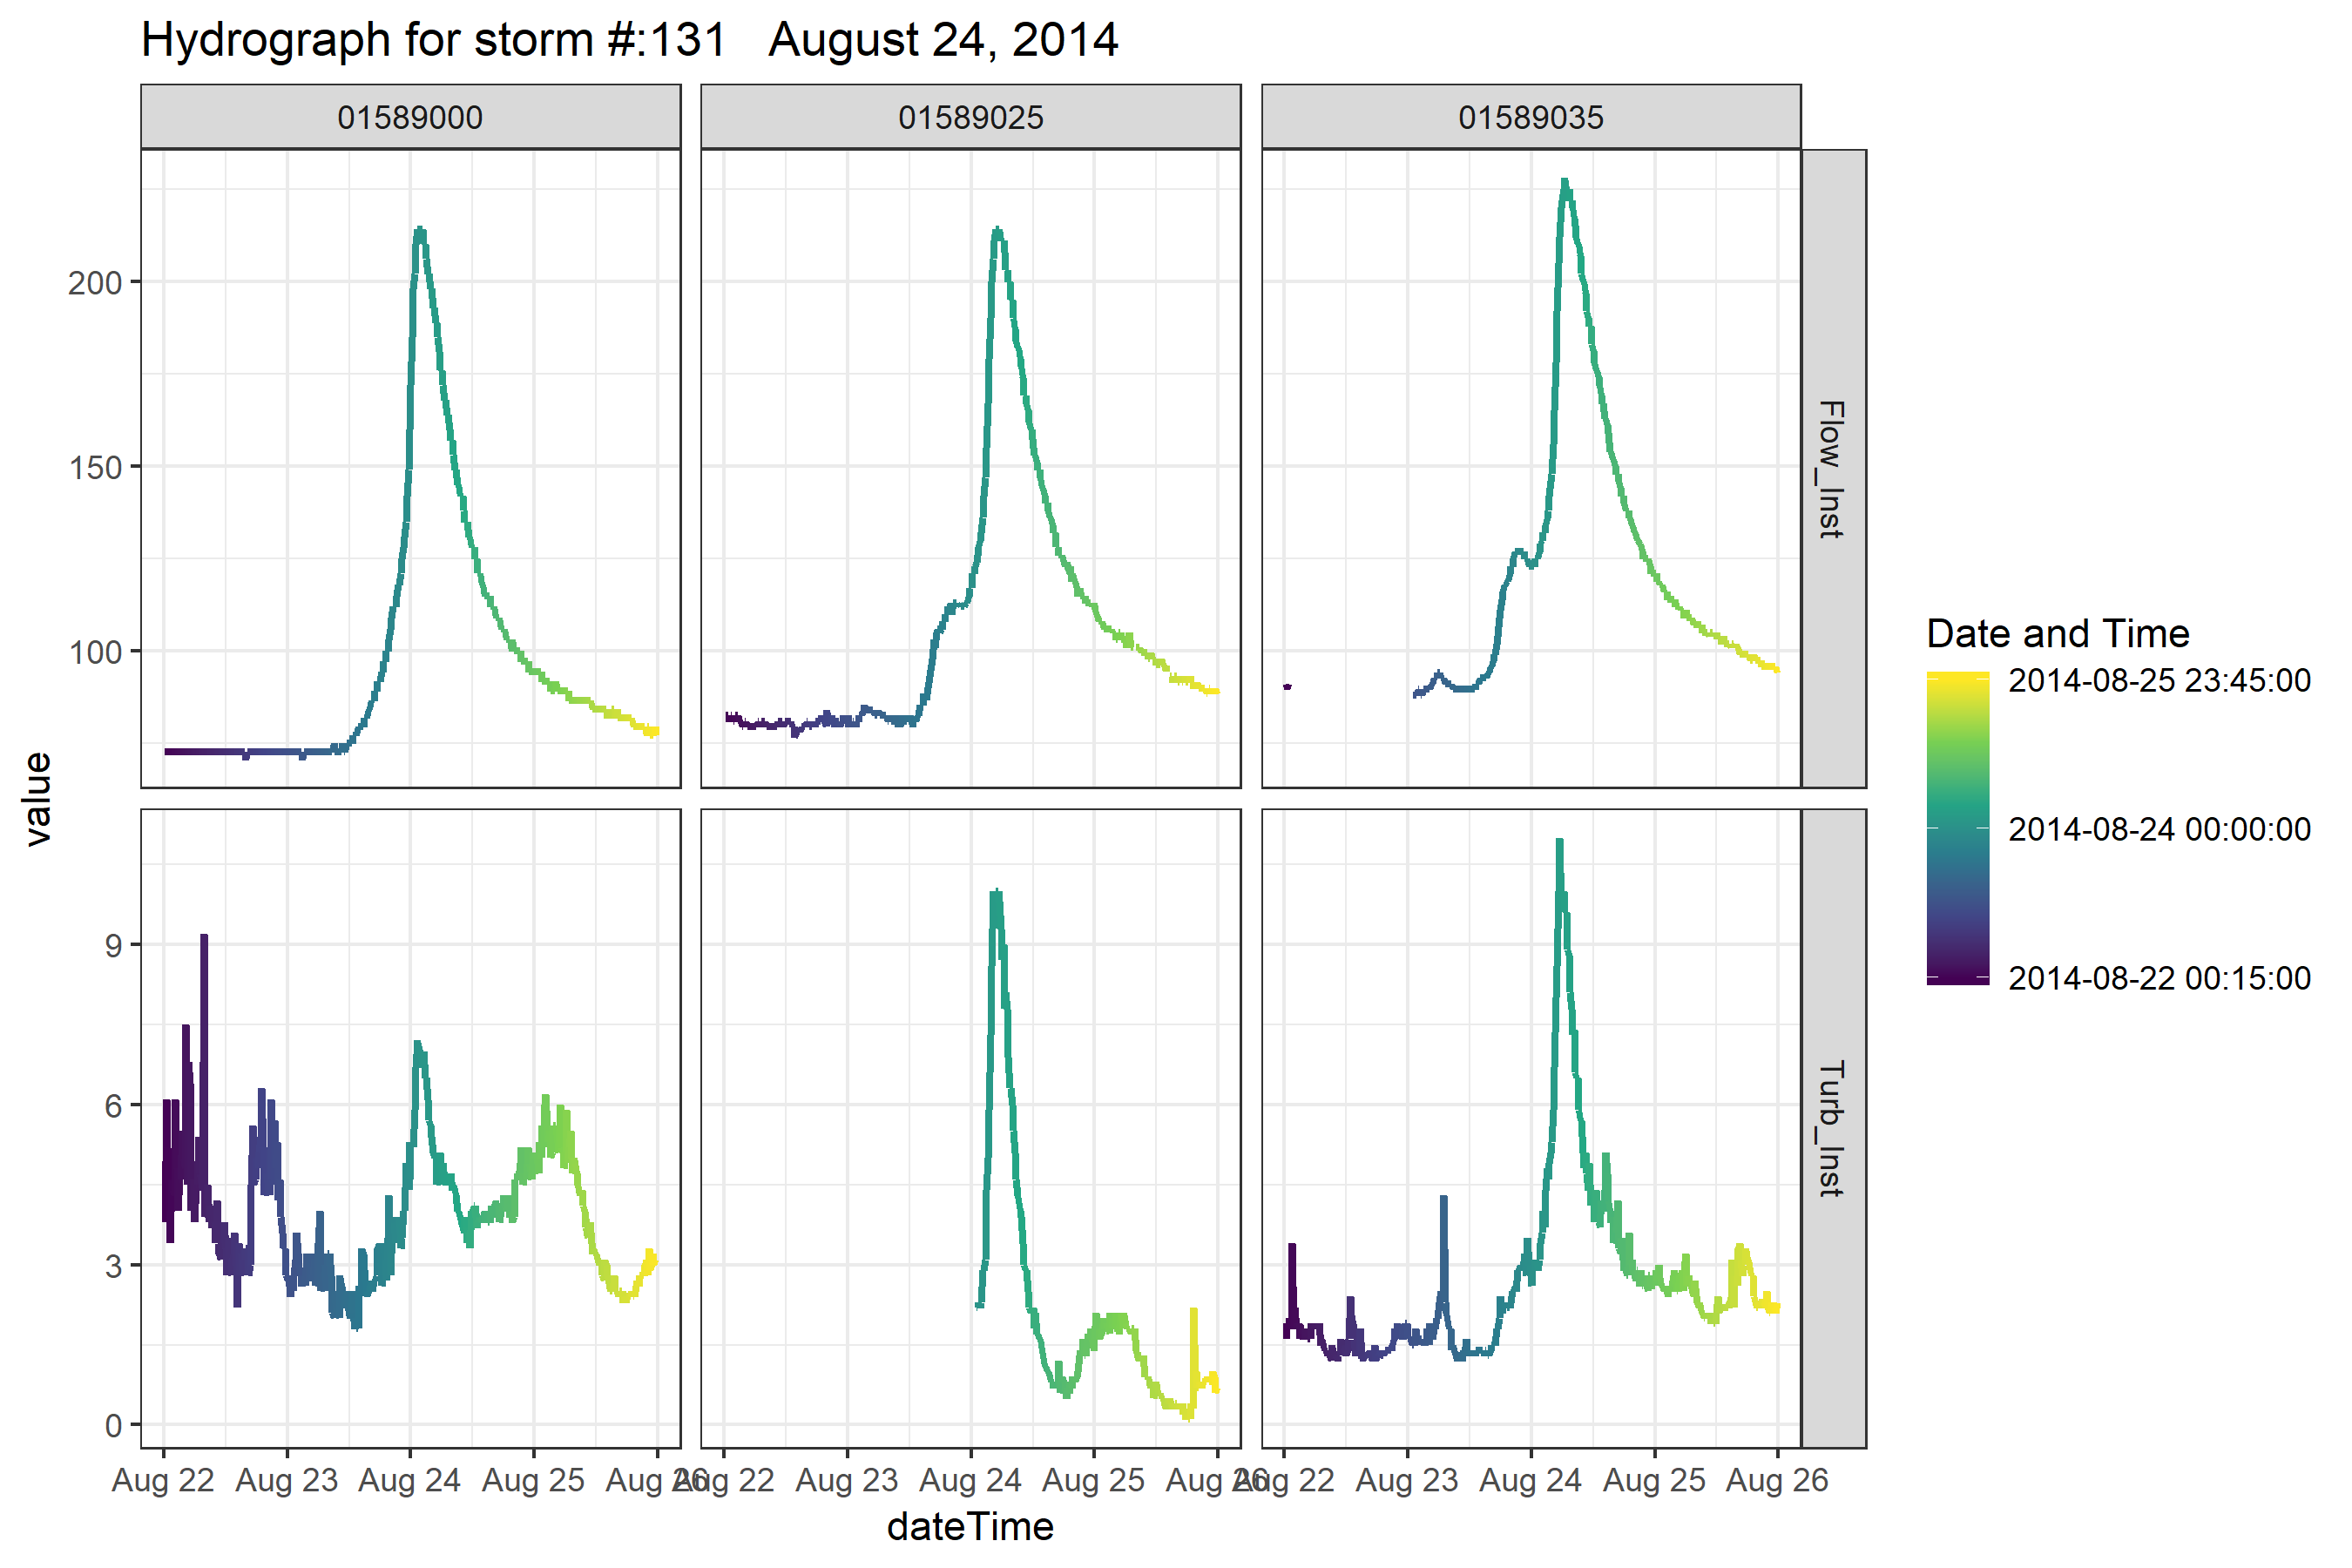 Hydrograph for storm #:131   August 24, 2014
01589000
01589025
01589035
200
150
100
Flow_Inst
9
6
3
0
Turb_Inst
value
Aug 22
Aug 23
Aug 24
Aug 25
Aug 26
Aug 22
Aug 23
Aug 24
Aug 25
Aug 26
Aug 22
Aug 23
Aug 24
Aug 25
Aug 26
dateTime
Date and Time
2014-08-25 23:45:00
2014-08-24 00:00:00
2014-08-22 00:15:00